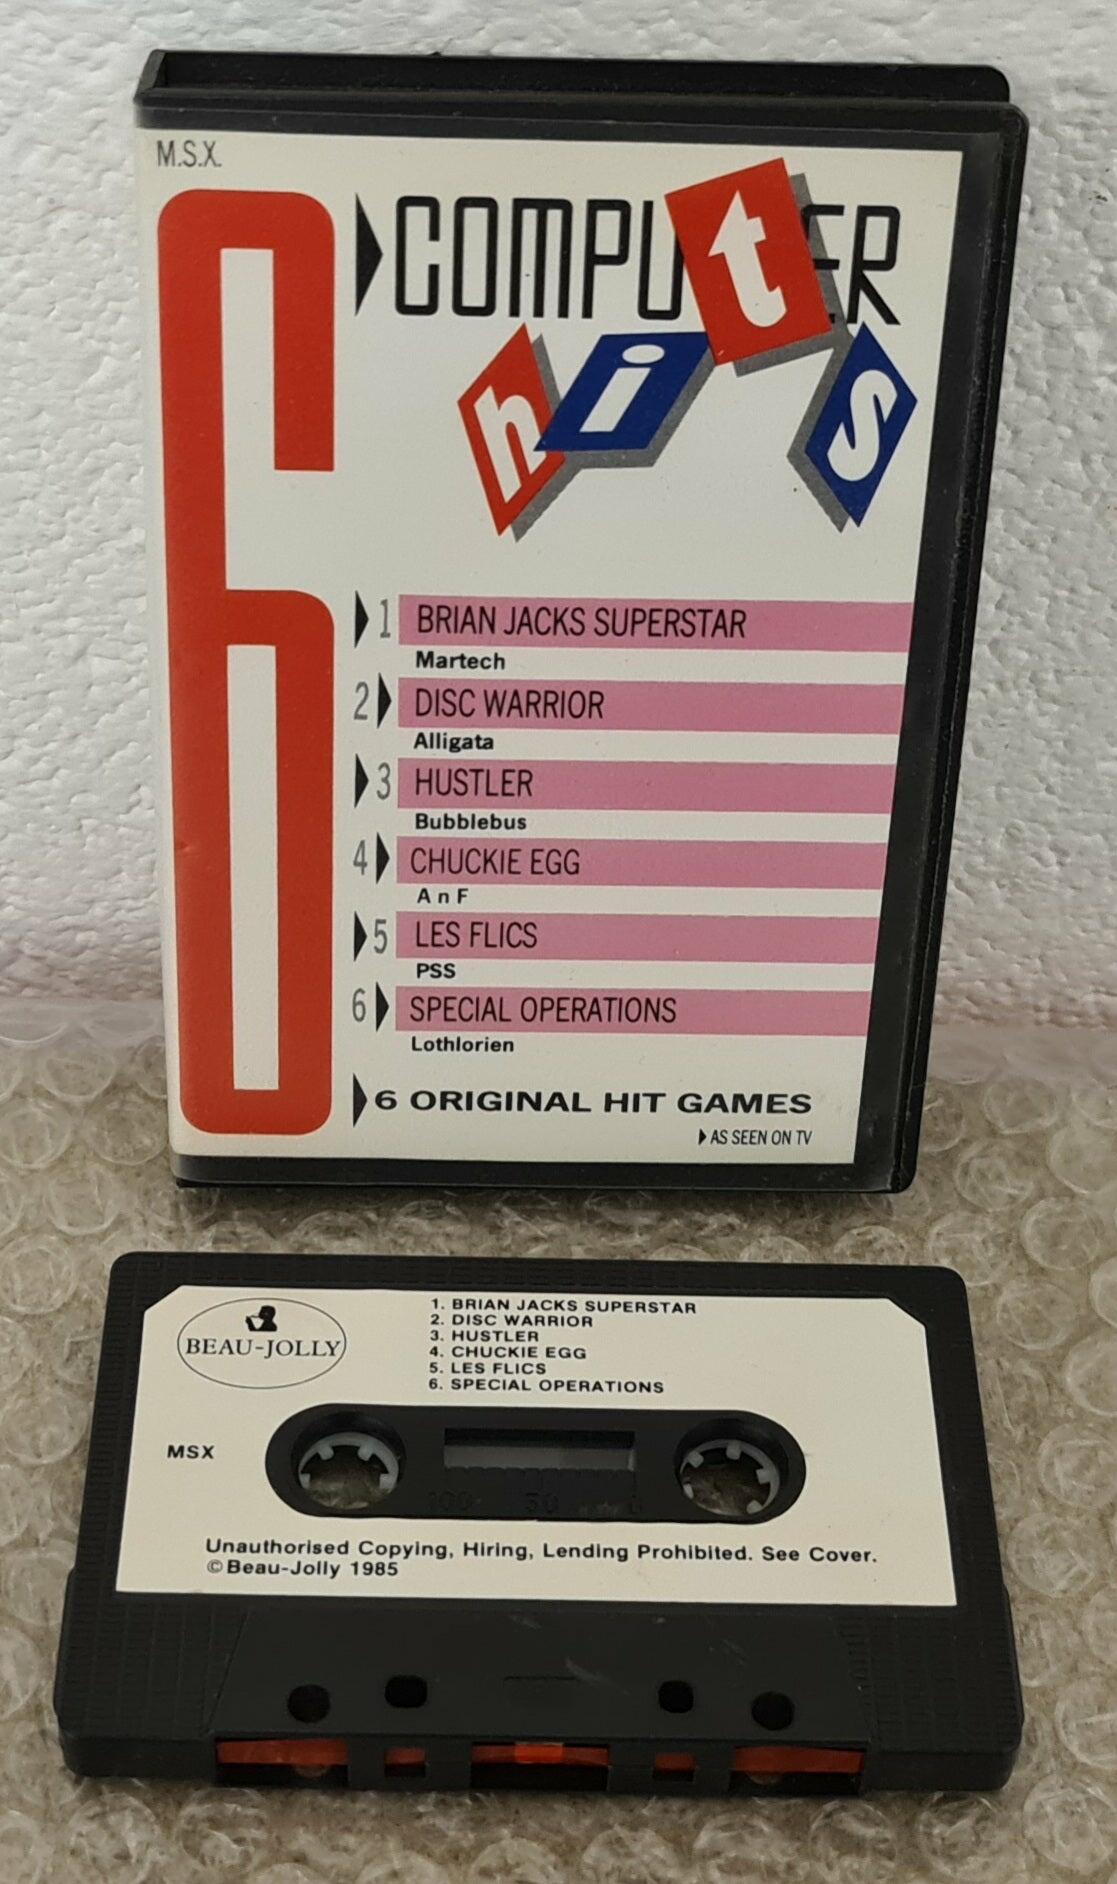 M.S.X.
6 COMPUTER
hits
1 BRIAN JACKS SUPERSTAR
Martech
2 DISC WARRIOR
Alligata
3 HUSTLER
Bubblebus
4 CHUCKIE EGG
A n F
5 LES FLICS
PSS
6 SPECIAL OPERATIONS
Lothlorien
6 ORIGINAL HIT GAMES
AS SEEN ON TV
BEAU-JOLLY
1. BRIAN JACKS SUPERSTAR
2. DISC WARRIOR
3. HUSTLER
4. CHUCKIE EGG
5. LES FLICS
6. SPECIAL OPERATIONS
MSX
100 50 0
Unauthorised Copying, Hiring, Lending Prohibited. See Cover.
© Beau-Jolly 1985